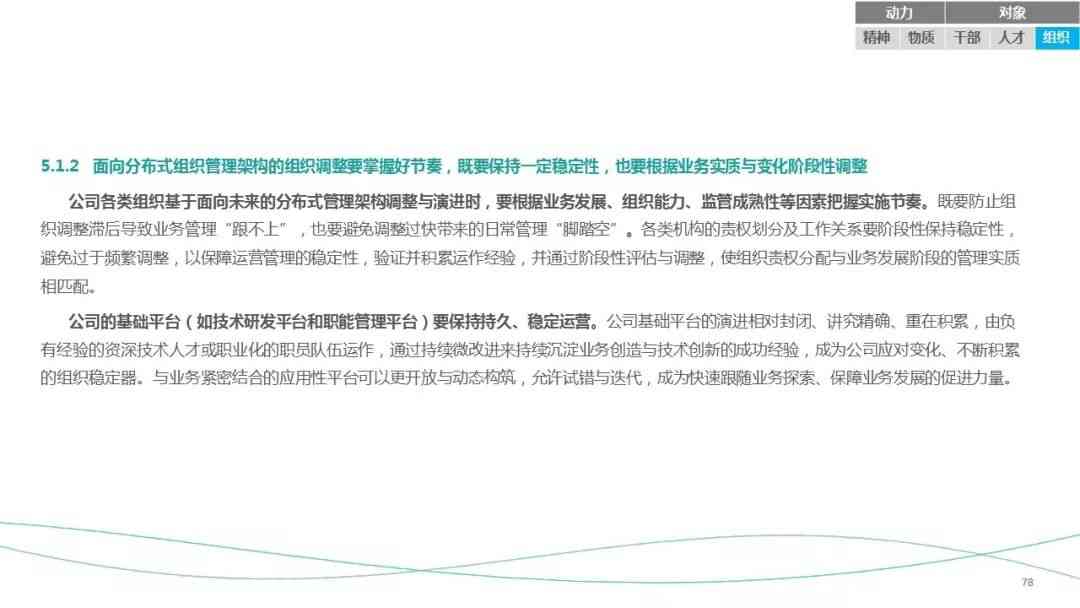 动力 对象
精神 物质 干部 人才 组织
5.1.2 面向分布式组织管理架构的组织调整要掌握好节奏，既要保持一定稳定性，也要根据业务实质与变化阶段性调整
公司各类组织基于面向未来的分布式管理架构调整与演进时，要根据业务发展、组织能力、监管成熟性等因素把握实施节奏。既要防止组
织调整滞后导致业务管理“跟不上”，也要避免调整过快带来的日常管理“脚踏空”。各类机构的责权划分及工作关系要阶段性保持稳定性，
避免过于频繁调整，以保障运营管理的稳定性，验证并积累运作经验，并通过阶段性评估与调整，使组织责权分配与业务发展阶段的管理实质
相匹配。
公司的基础平台（如技术研发平台和职能管理平台）要保持持久、稳定运营。公司基础平台的演进相对封闭、讲究精确、重在积累，由负
有经验的资深技术人才或职业化的职员队伍运作，通过持续微改进来持续沉淀业务创造与技术创新的成功经验，成为公司应对变化、不断积累
的组织稳定器。与业务紧密结合的应用性平台可以更开放与动态构筑，允许试错与迭代，成为快速跟随业务探索、保障业务发展的促进力量。
78